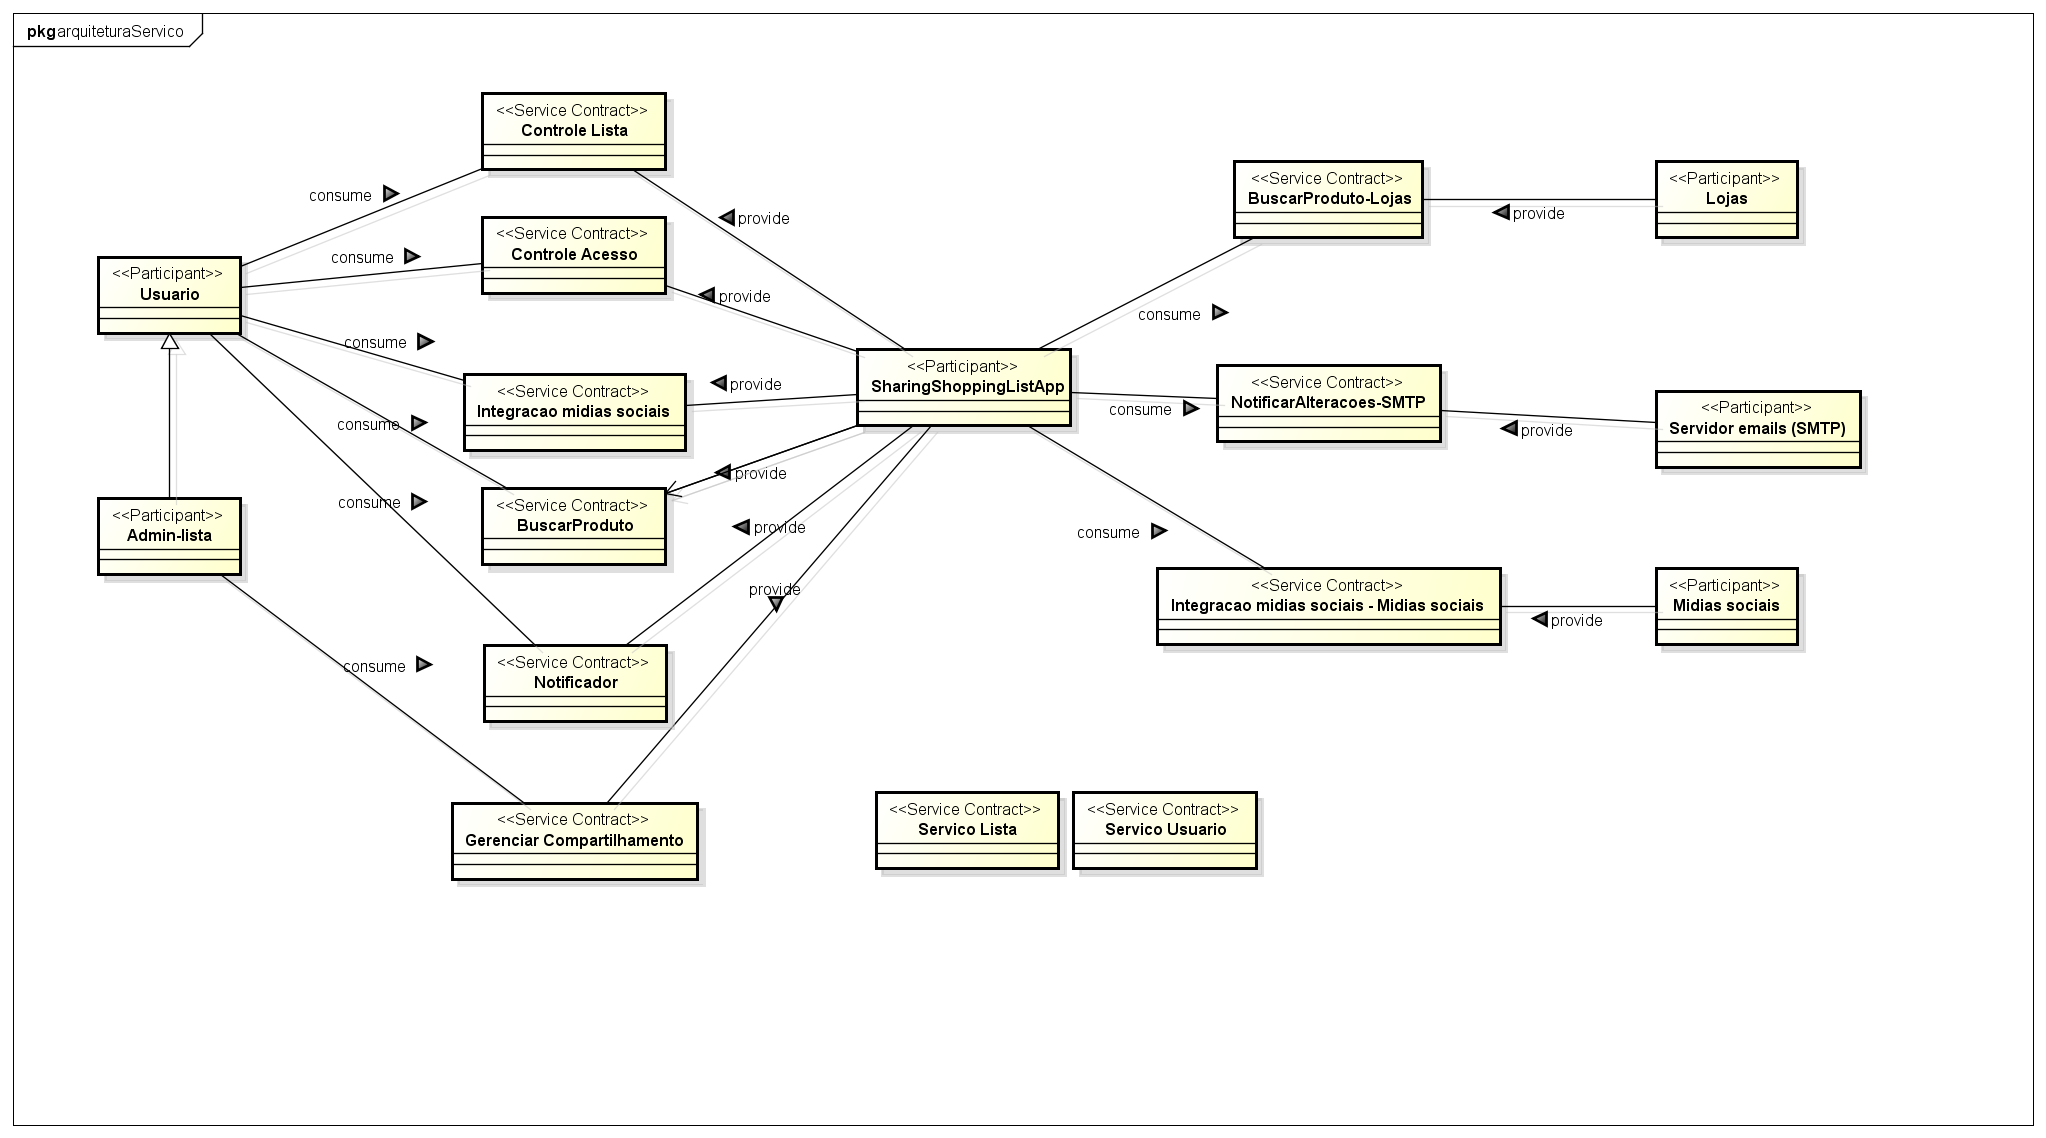 pkg arquiteturaServico
<<Service Contract>>
Controle Lista
consume
provide
<<Service Contract>>
BuscarProduto-Lojas
<<Participant>>
Lojas
provide
<<Service Contract>>
Controle Acesso
consume
provide
<<Participant>>
Usuario
consume
consume
<<Participant>>
SharingShoppingListApp
<<Service Contract>>
Integracao midias sociais
provide
<<Service Contract>>
NotificarAlteracoes-SMTP
consume
<<Participant>>
Servidor emails (SMTP)
provide
consume
provide
<<Service Contract>>
BuscarProduto
consume
provide
<<Participant>>
Admin-lista
consume
<<Service Contract>>
Integracao midias sociais - Midias sociais
<<Participant>>
Midias sociais
provide
provide
<<Service Contract>>
Notificador
consume
<<Service Contract>>
Gerenciar Compartilhamento
<<Service Contract>>
Servico Lista
<<Service Contract>>
Servico Usuario